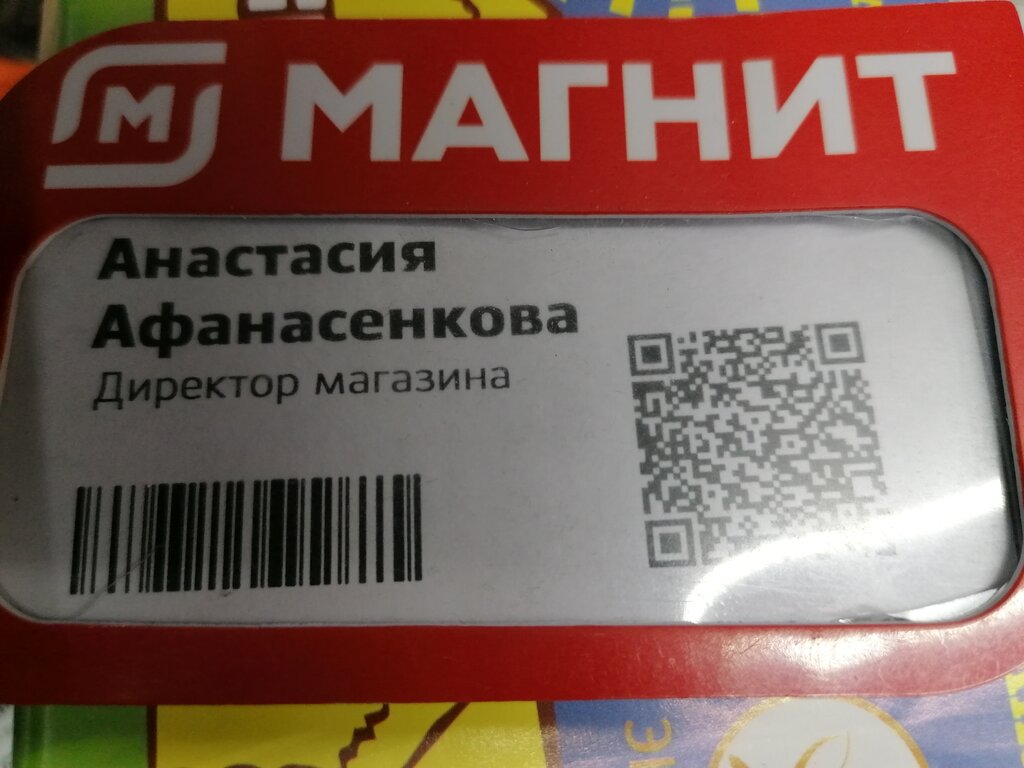 М МАГНИТ
Анастасия
Афанасенкова
Директор магазина